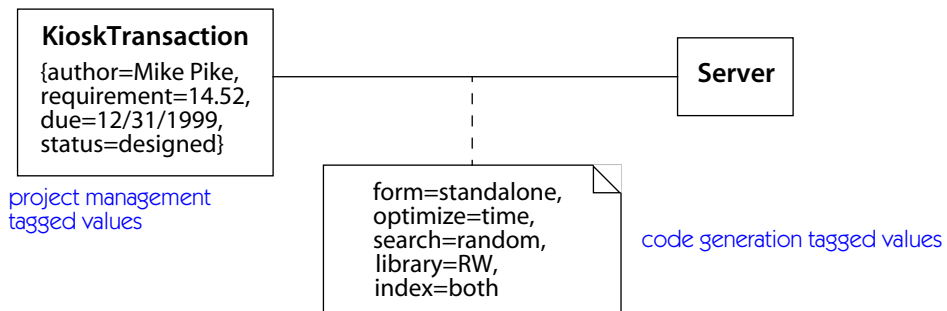 KioskTransaction
{author=Mike Pike,
requirement=14.52,
due=12/31/1999,
status=designed}
Server
project management
tagged values
form=standalone,
optimize=time,
search=random,
library=RW,
index=both
code generation tagged values